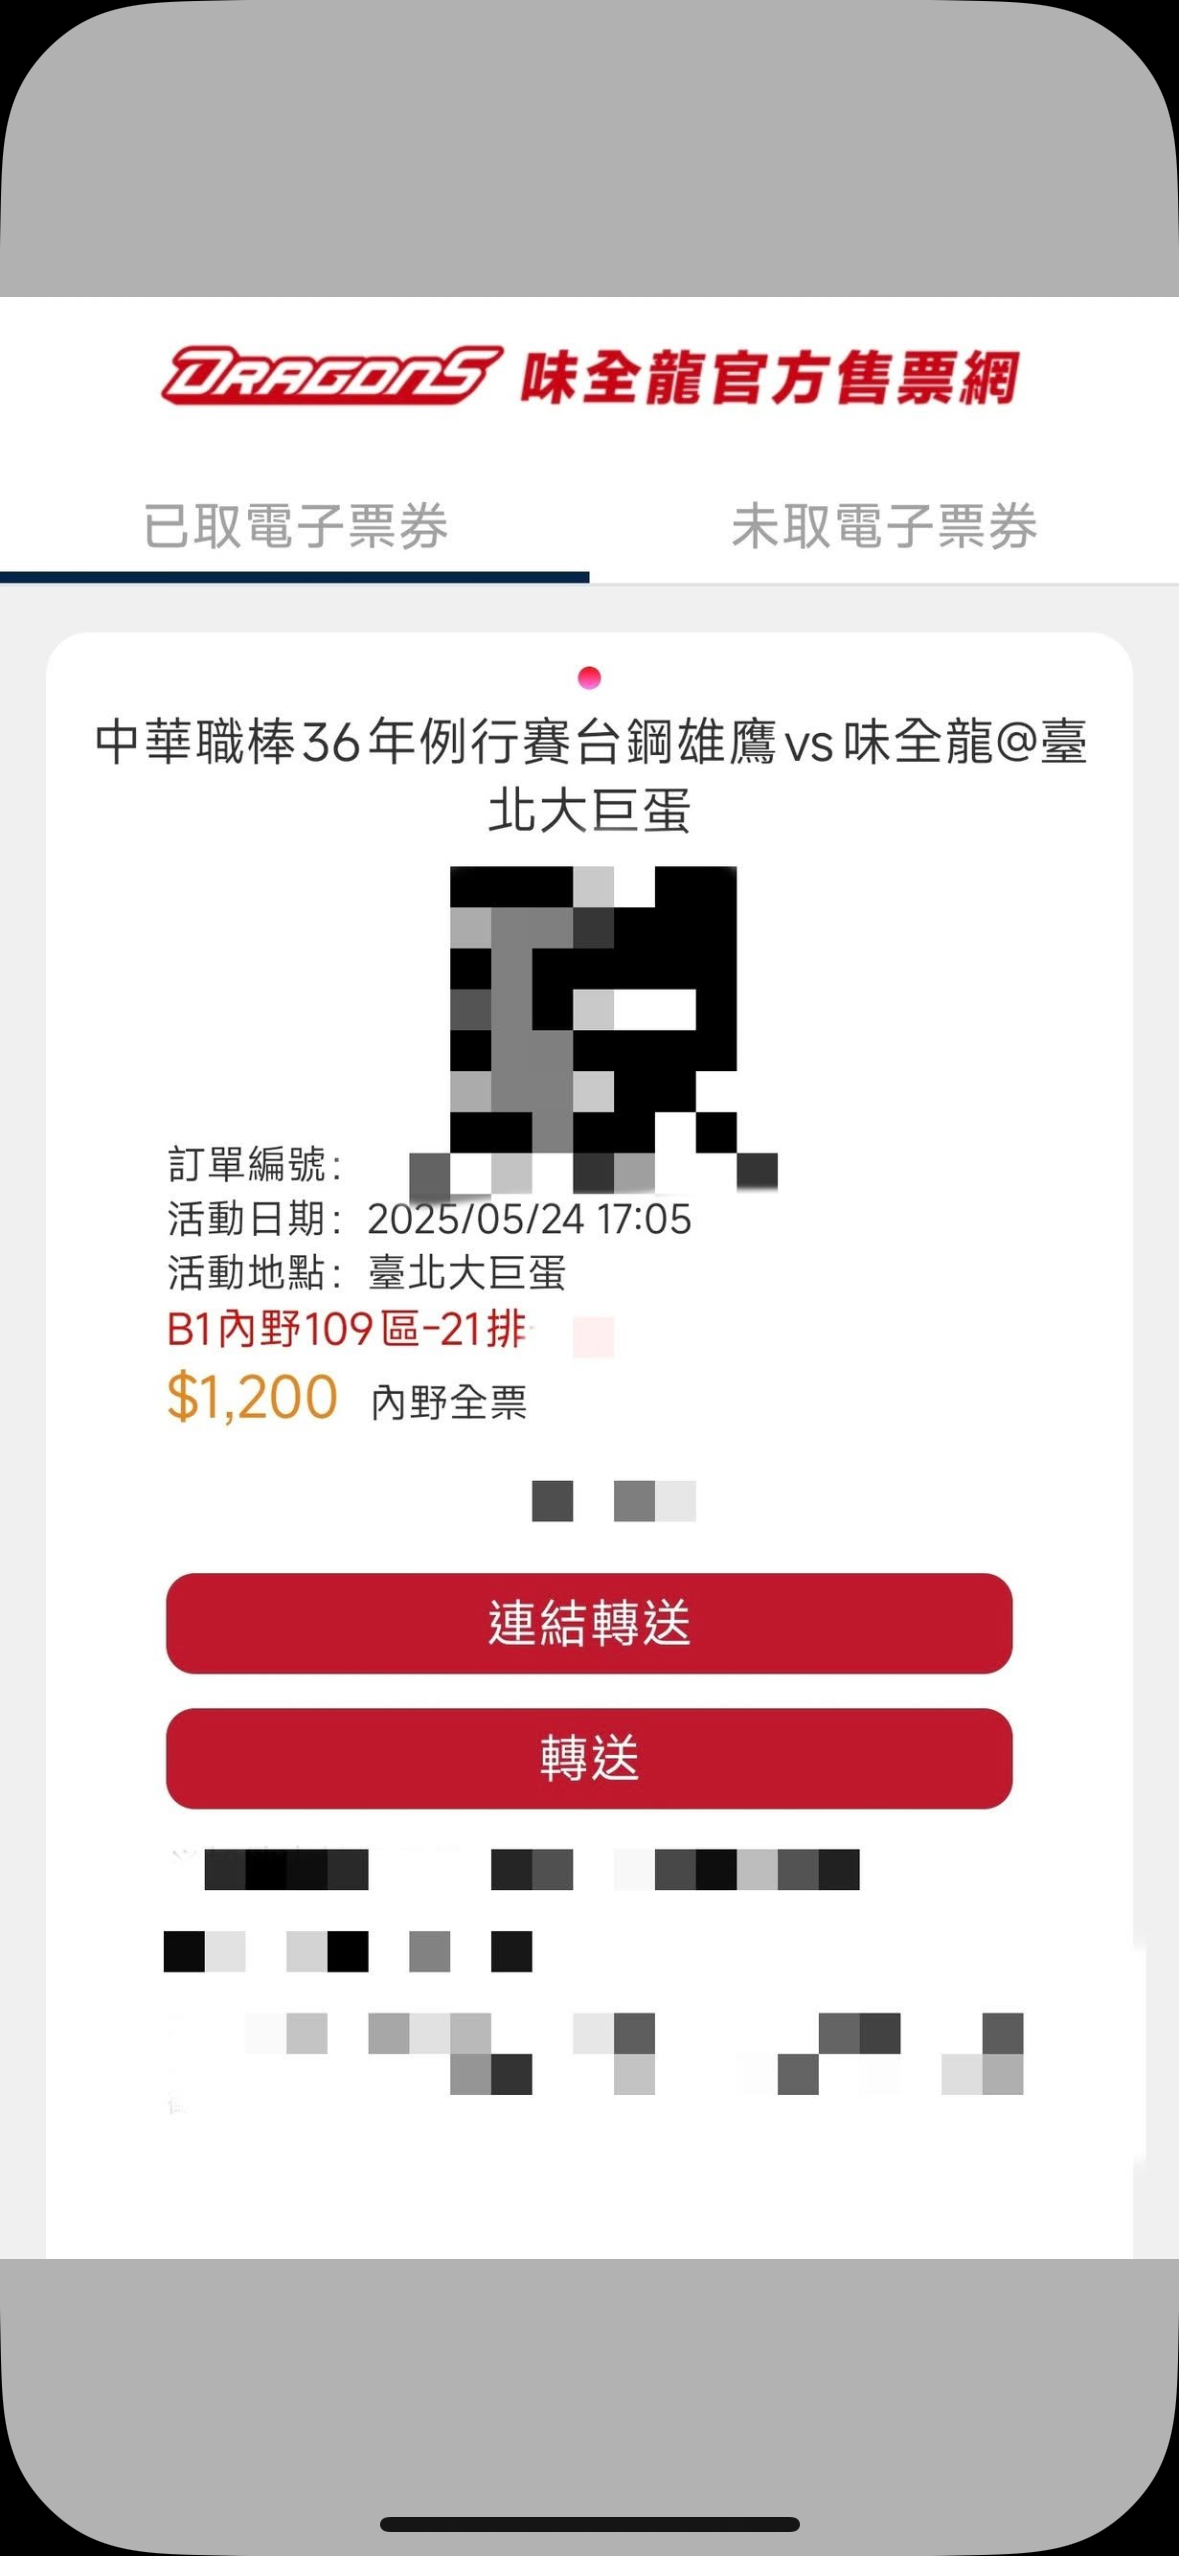 DRAGONS 味全龍官方售票網
已取電子票券 未取電子票券
中華職棒36年例行賽台鋼雄鷹vs味全龍@臺
北大巨蛋
訂單編號:
活動日期: 2025/05/24 17:05
活動地點: 臺北大巨蛋
B1內野109區-21排
$1,200 內野全票
連結轉送
轉送